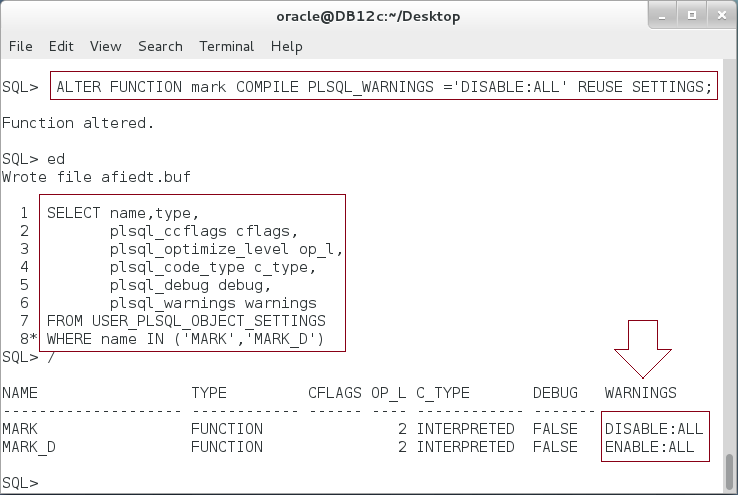 oracle@DB12c:~/Desktop
File Edit View Search Terminal Help
SQL> ALTER FUNCTION mark COMPILE PLSQL_WARNINGS ='DISABLE:ALL' REUSE SETTINGS;
Function altered.
SQL> ed
Wrote file afiedt.buf
1 SELECT name,type,
2 plsql_ccflags cflags,
3 plsql_optimize_level op_l,
4 plsql_code_type c_type,
5 plsql_debug debug,
6 plsql_warnings warnings
7 FROM USER_PLSQL_OBJECT_SETTINGS
8* WHERE name IN ('MARK','MARK_D')
SQL> /
NAME TYPE CFLAGS OP_L C_TYPE DEBUG WARNINGS
-------------------- ------------ ------ ---- ------------ ------- ------------
MARK FUNCTION 2 INTERPRETED FALSE DISABLE:ALL
MARK_D FUNCTION 2 INTERPRETED FALSE ENABLE:ALL
SQL>